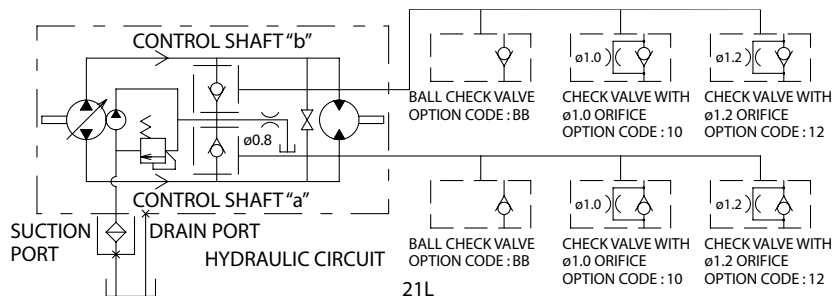 CONTROL SHAFT “b”
ø0.8
CONTROL SHAFT “a”
SUCTION
PORT
DRAIN PORT
HYDRAULIC CIRCUIT
BALL CHECK VALVE
OPTION CODE : BB
ø1.0
CHECK VALVE WITH
ø1.0 ORIFICE
OPTION CODE : 10
ø1.2
CHECK VALVE WITH
ø1.2 ORIFICE
OPTION CODE : 12
BALL CHECK VALVE
OPTION CODE : BB
ø1.0
CHECK VALVE WITH
ø1.0 ORIFICE
OPTION CODE : 10
ø1.2
CHECK VALVE WITH
ø1.2 ORIFICE
OPTION CODE : 12
21L